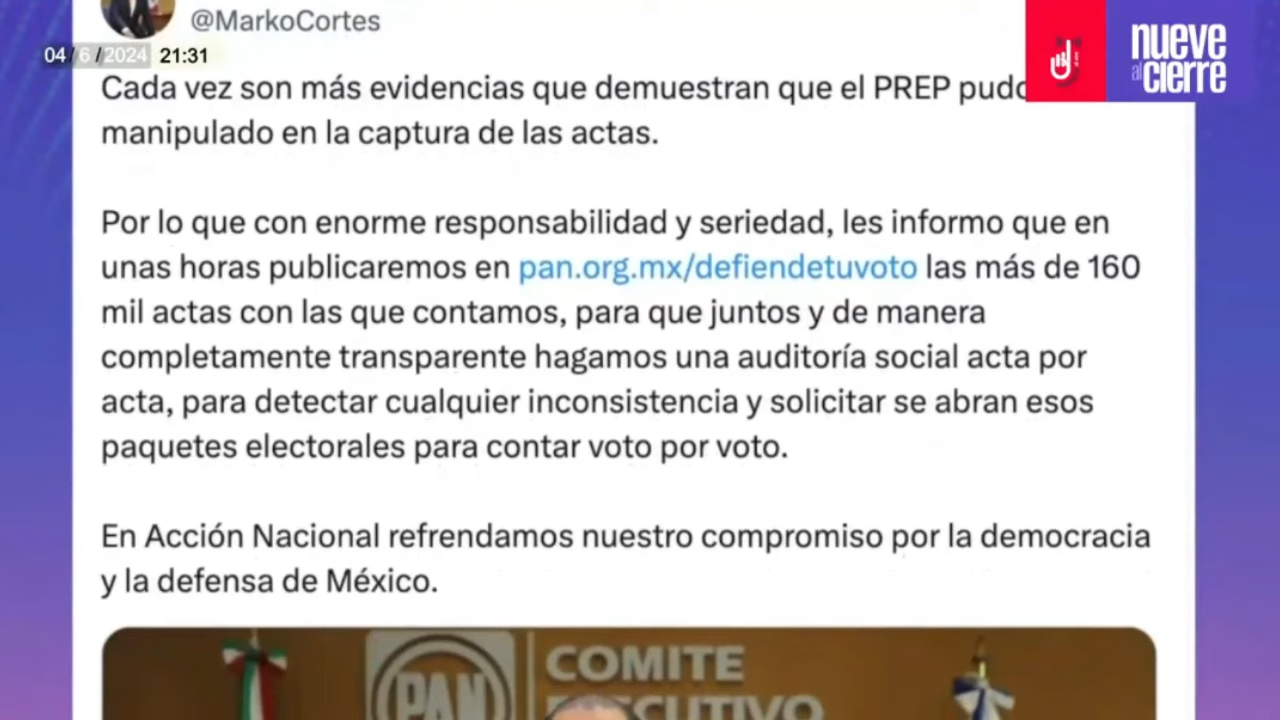 @MarkoCortes
04/6/2024 21:31
nueve
al
cierre
Cada vez son más evidencias que demuestran que el PREP pudo
manipulado en la captura de las actas.
Por lo que con enorme responsabilidad y seriedad, les informo que en
unas horas publicaremos en pan.org.mx/defiendetuvoto las más de 160
mil actas con las que contamos, para que juntos y de manera
completamente transparente hagamos una auditoría social acta por
acta, para detectar cualquier inconsistencia y solicitar se abran esos
paquetes electorales para contar voto por voto.
En Acción Nacional refrendamos nuestro compromiso por la democracia
y la defensa de México.
PAN
COMITE
EJECUTIVO